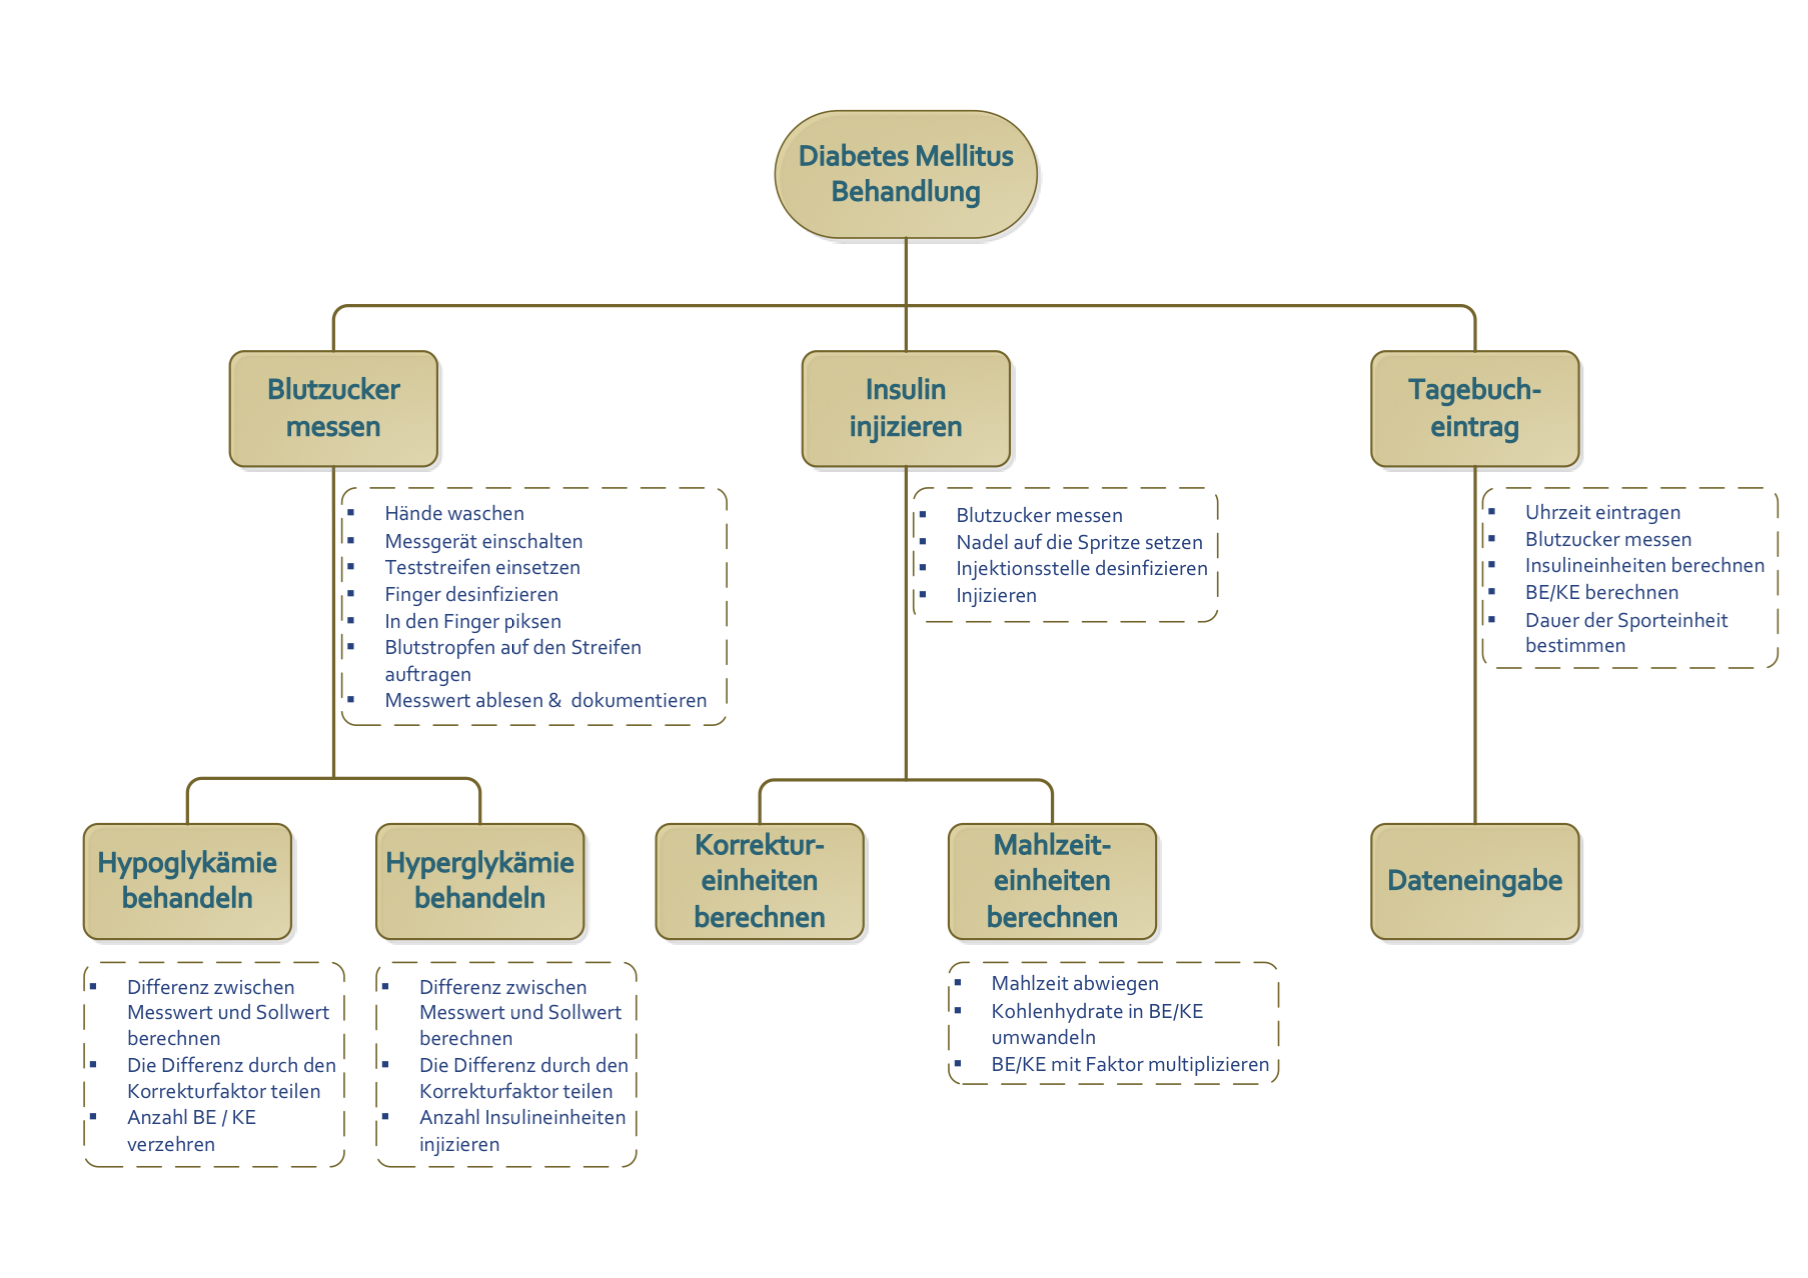 Diabetes Mellitus
Behandlung
Blutzucker
messen
Insulin
injizieren
Tagebuch-
eintrag
▪ Hände waschen
▪ Messgerät einschalten
▪ Teststreifen einsetzen
▪ Finger desinfizieren
▪ In den Finger piksen
▪ Blutstropfen auf den Streifen
auftragen
▪ Messwert ablesen &  dokumentieren
▪ Blutzucker messen
▪ Nadel auf die Spritze setzen
▪ Injektionsstelle desinfizieren
▪ Injizieren
▪ Uhrzeit eintragen
▪ Blutzucker messen
▪ Insulineinheiten berechnen
▪ BE/KE berechnen
▪ Dauer der Sporteinheit
bestimmen
Hypoglykämie
behandeln
Hyperglykämie
behandeln
Korrektur-
einheiten
berechnen
Mahlzeit-
einheiten
berechnen
Dateneingabe
▪ Differenz zwischen
Messwert und Sollwert
berechnen
▪ Die Differenz durch den
Korrekturfaktor teilen
▪ Anzahl BE / KE
verzehren
▪ Differenz zwischen
Messwert und Sollwert
berechnen
▪ Die Differenz durch den
Korrekturfaktor teilen
▪ Anzahl Insulineinheiten
injizieren
▪ Mahlzeit abwiegen
▪ Kohlenhydrate in BE/KE
umwandeln
▪ BE/KE mit Faktor multiplizieren